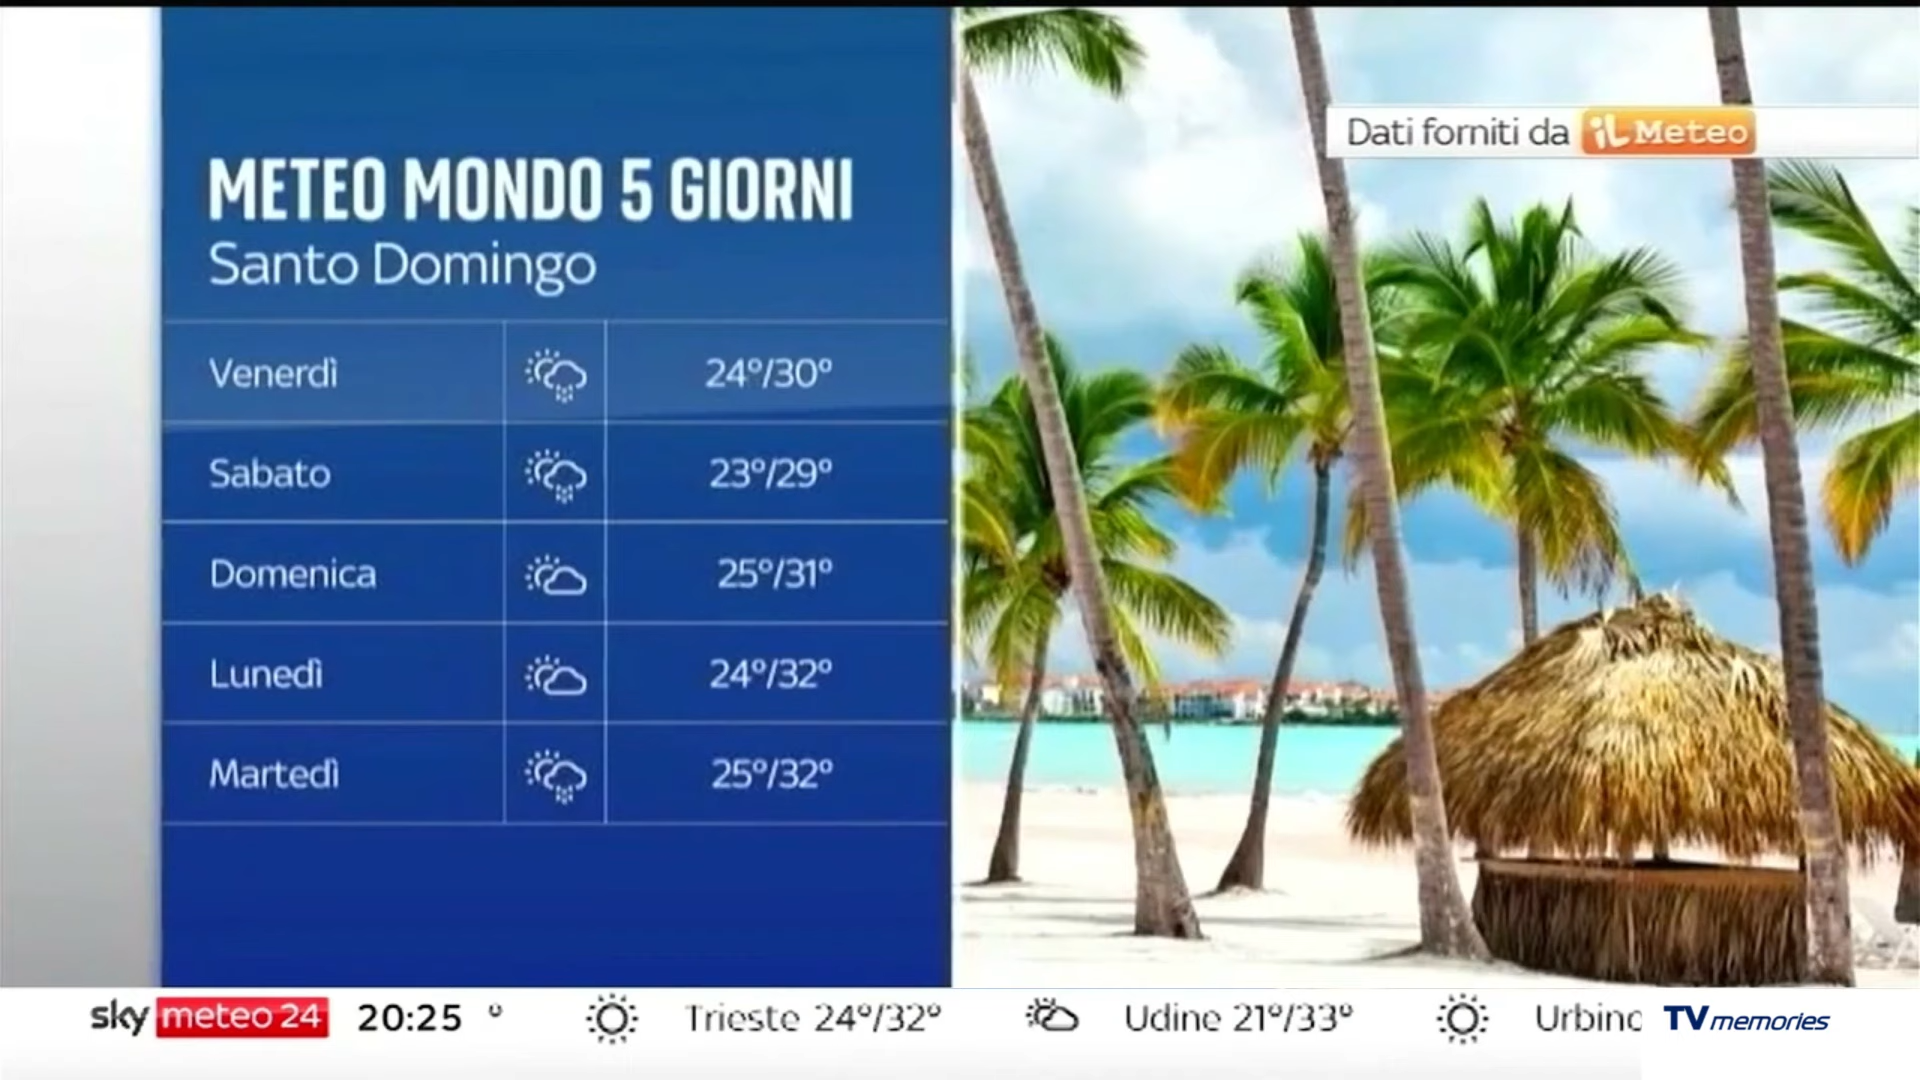 Dati forniti da iL Meteo
METEO MONDO 5 GIORNI
Santo Domingo
Venerdì 24°/30°
Sabato 23°/29°
Domenica 25°/31°
Lunedì 24°/32°
Martedì 25°/32°
sky meteo 24 20:25 ° Trieste 24°/32° Udine 21°/33° Urbino TV memories